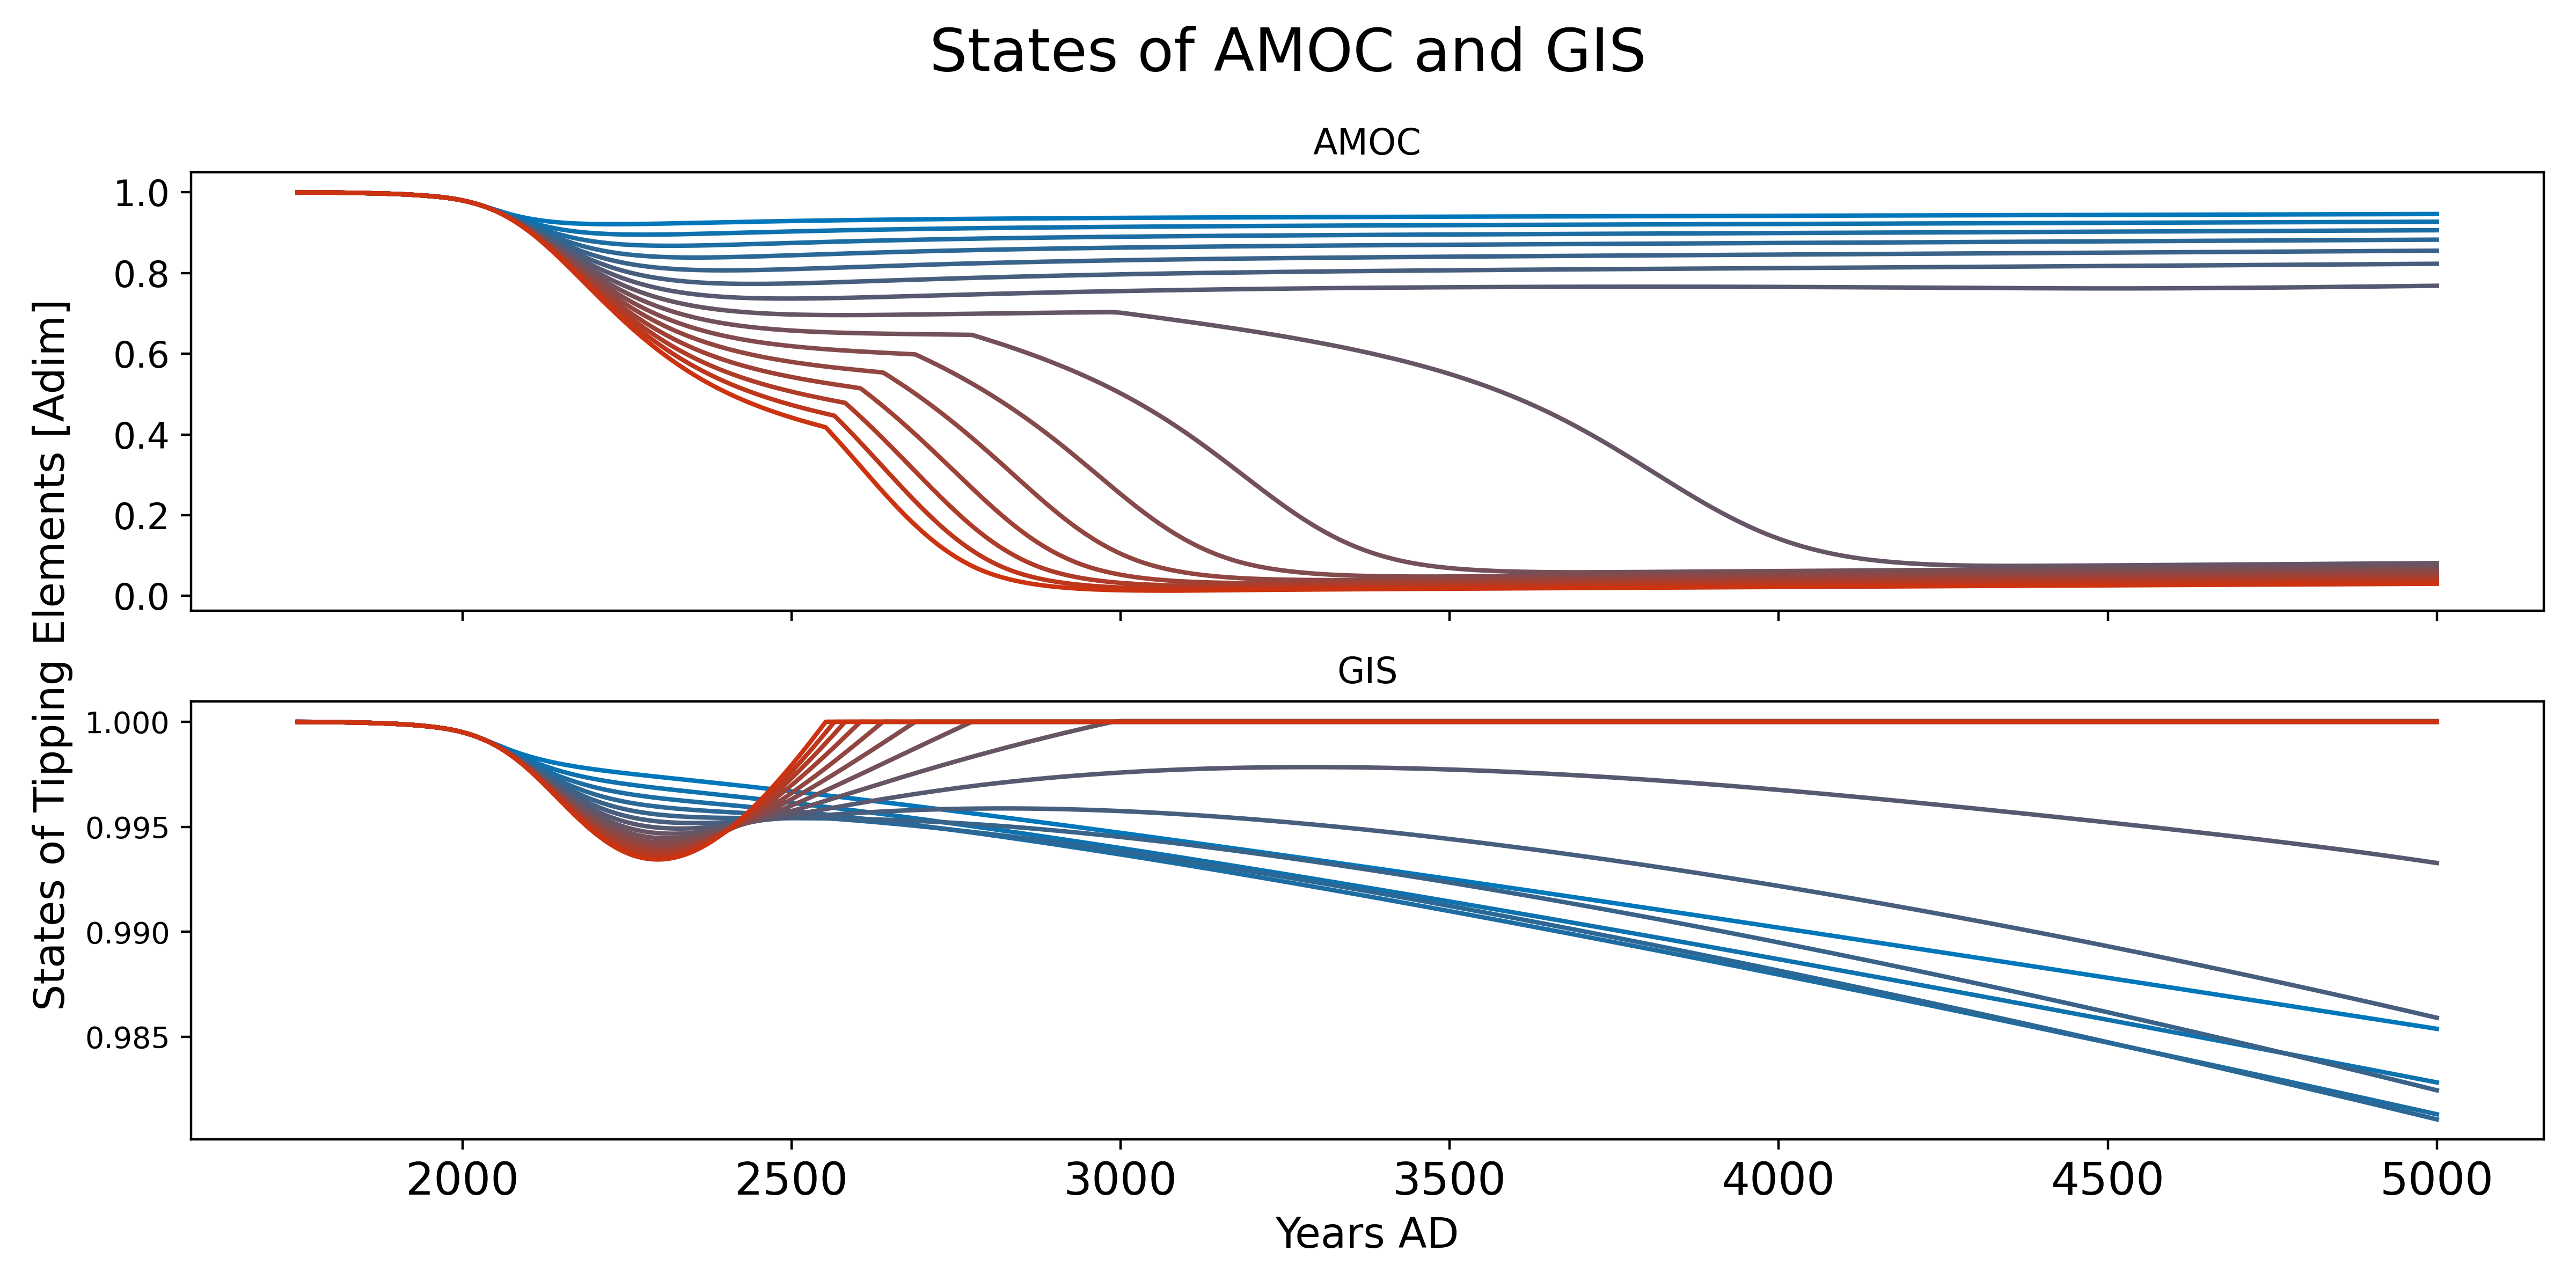 States of AMOC and GIS
States of Tipping Elements [Adim]
AMOC
1.0
0.8
0.6
0.4
0.2
0.0
GIS
1.000
0.995
0.990
0.985
2000 2500 3000 3500 4000 4500 5000
Years AD